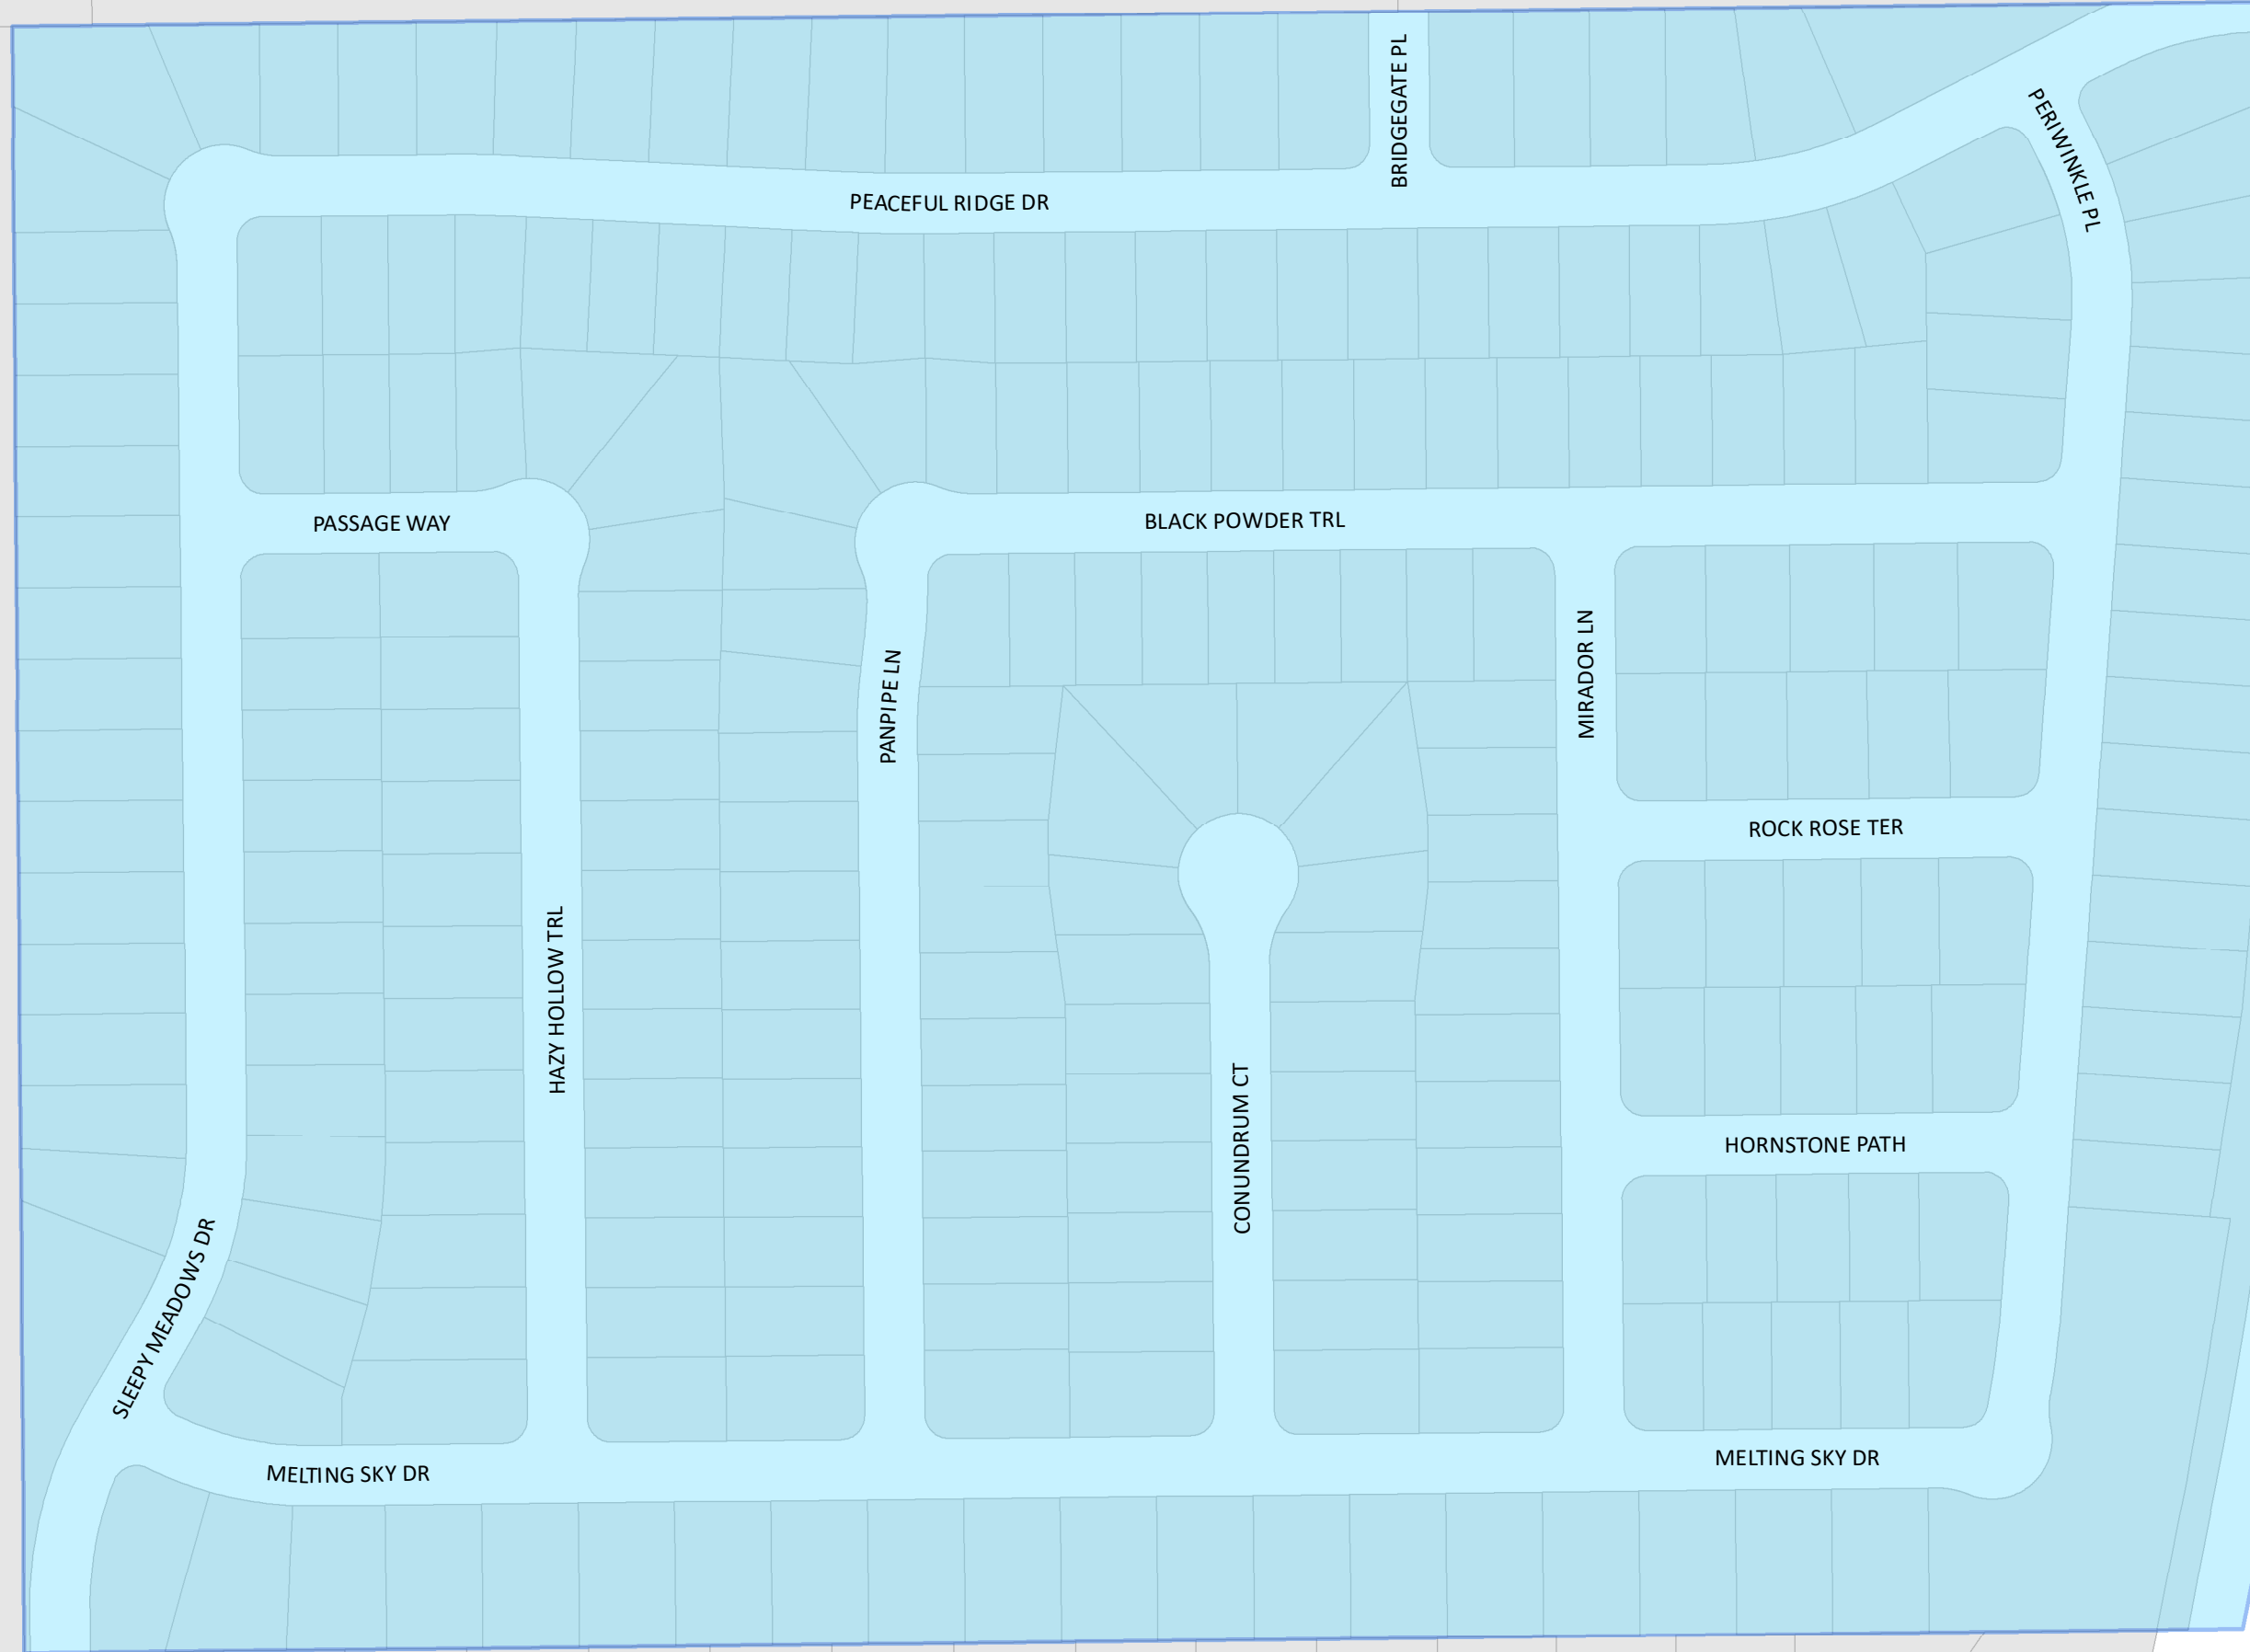 BRIDGEGATE PL
PERIWINKLE PL
PEACEFUL RIDGE DR
PASSAGE WAY
BLACK POWDER TRL
MIRADOR LN
PANPIPE LN
ROCK ROSE TER
HAZY HOLLOW TRL
CONUNDRUM CT
HORNSTONE PATH
SLEEPY MEADOWS DR
MELTING SKY DR
MELTING SKY DR